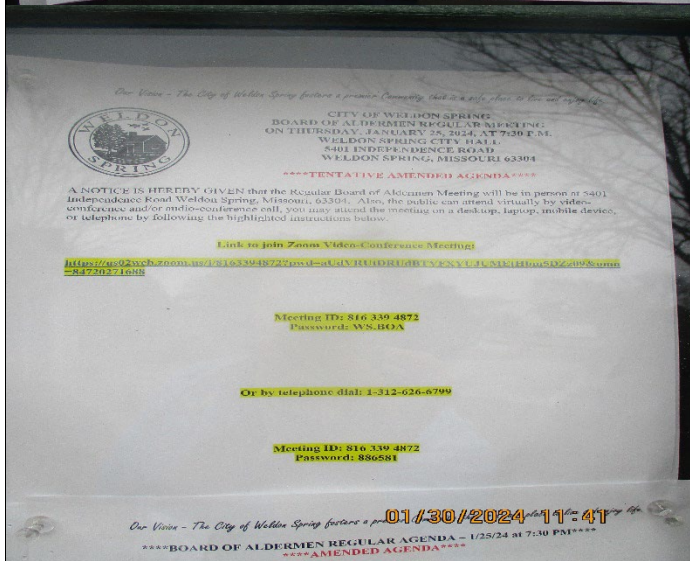 Our Vision – The City of Weldon Spring fosters a premier Community that is a safe place to live and enjoy life.
WELDON
SPRING
CITY OF WELDON SPRING
BOARD OF ALDERMEN REGULAR MEETING
ON THURSDAY, JANUARY 25, 2024, AT 7:30 P.M.
WELDON SPRING CITY HALL
5401 INDEPENDENCE ROAD
WELDON SPRING, MISSOURI 63304
****TENTATIVE AMENDED AGENDA****
A NOTICE IS HEREBY GIVEN that the Regular Board of Aldermen Meeting will be in person at 5401
Independence Road Weldon Spring, Missouri, 63304. Also, the public can attend virtually by video-
conference and/or audio-conference call, you may attend the meeting on a desktop, laptop, mobile device,
or telephone by following the highlighted instructions below.
Link to join Zoom Video-Conference Meeting:
=84720271688
Meeting ID: 816 339 4872
Password: WS.BOA
Or by telephone dial: 1-312-626-6799
Meeting ID: 816 339 4872
Password: 886581
Our Vision – The City of Weldon Spring fosters a life.
01/30/2024 11:41
****BOARD OF ALDERMEN REGULAR AGENDA – 1/25/24 at 7:30 PM****
****AMENDED AGENDA****